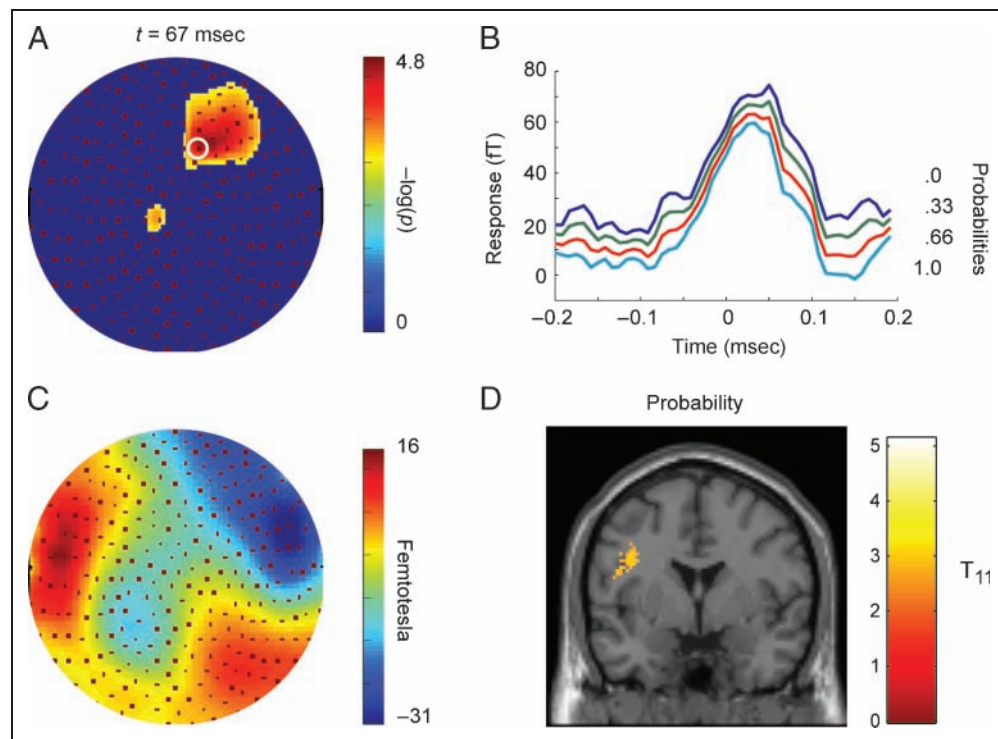 A
t = 67 msec
4.8
–log(p)
0
B
80
60
40
20
0
Response (fT)
–0.2
–0.1
0
0.1
0.2
Time (msec)
.0
.33
.66
1.0
Probabilities
C
16
Femtotesla
–31
D
Probability
5
4
3
2
1
0
T11